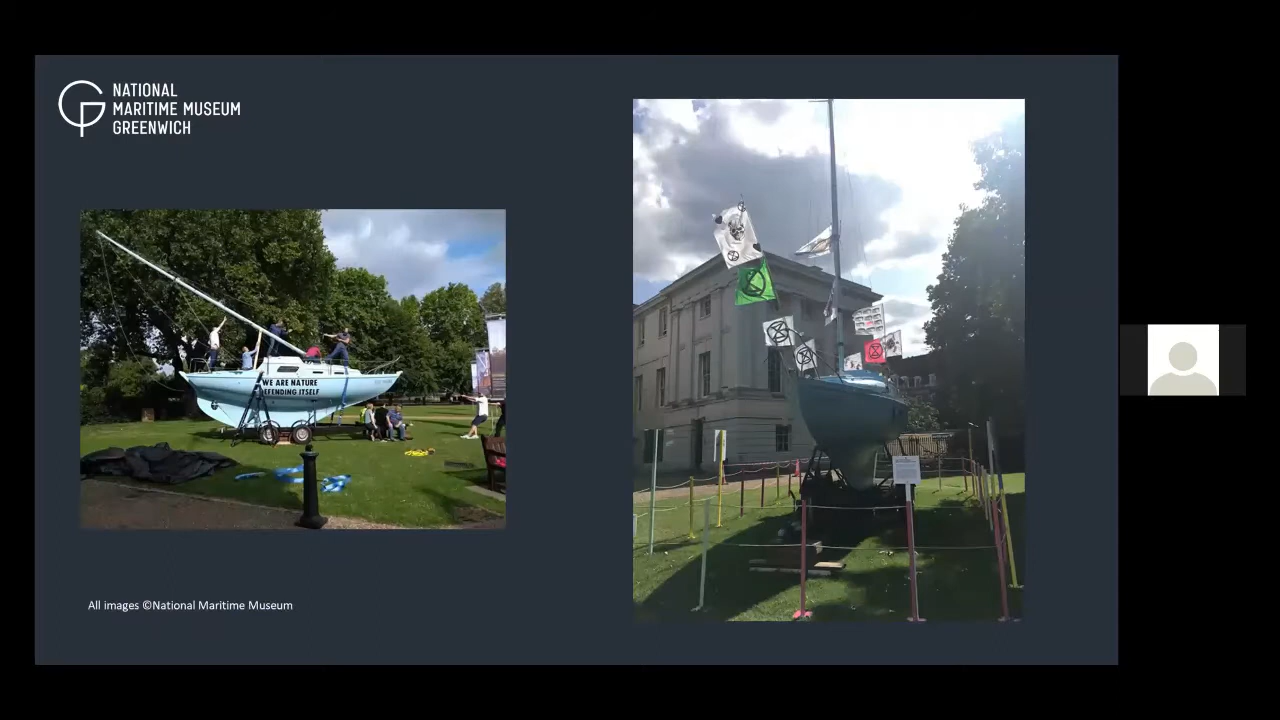 NATIONAL
MARITIME MUSEUM
GREENWICH
WE ARE NATURE
DEFENDING ITSELF
All images ©National Maritime Museum